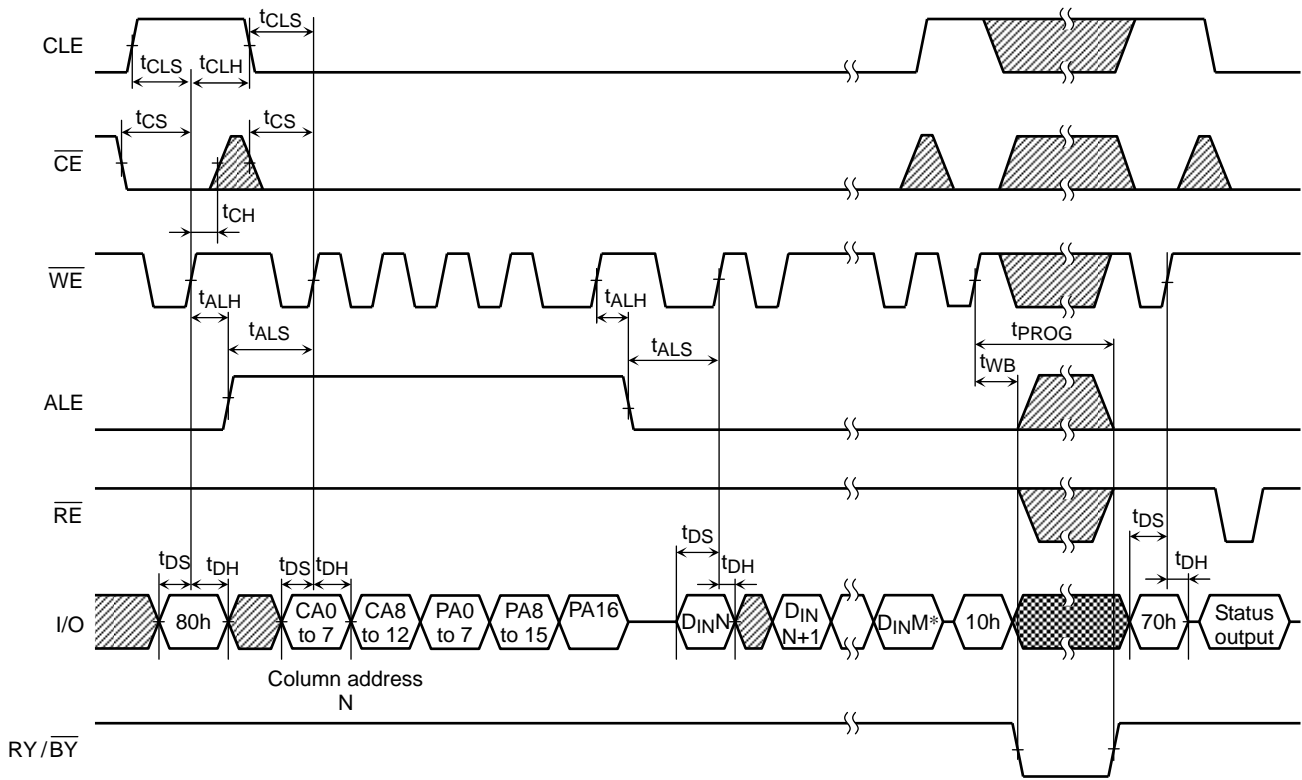 tCLS
CLE
tCLS tCLH
tCS tCS
CE
tCH
WE
tALH tALH
tALS tALS tPROG
tWB
ALE
RE
tDS tDH tDS tDH tDS tDH tDS tDH
I/O 80h CA0 to 7 CA8 to 12 PA0 to 7 PA8 to 15 PA16 DINN DIN N+1 DINM* 10h 70h Status output
Column address
N
RY/BY